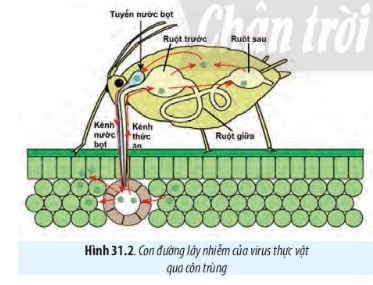 Chân trời
Tuyến nước bọt
Ruột trước
Ruột sau
Kênh
nước
bọt
Kênh
thức
ăn
Ruột giữa
Hình 31.2. Con đường lây nhiễm của virus thực vật
qua côn trùng